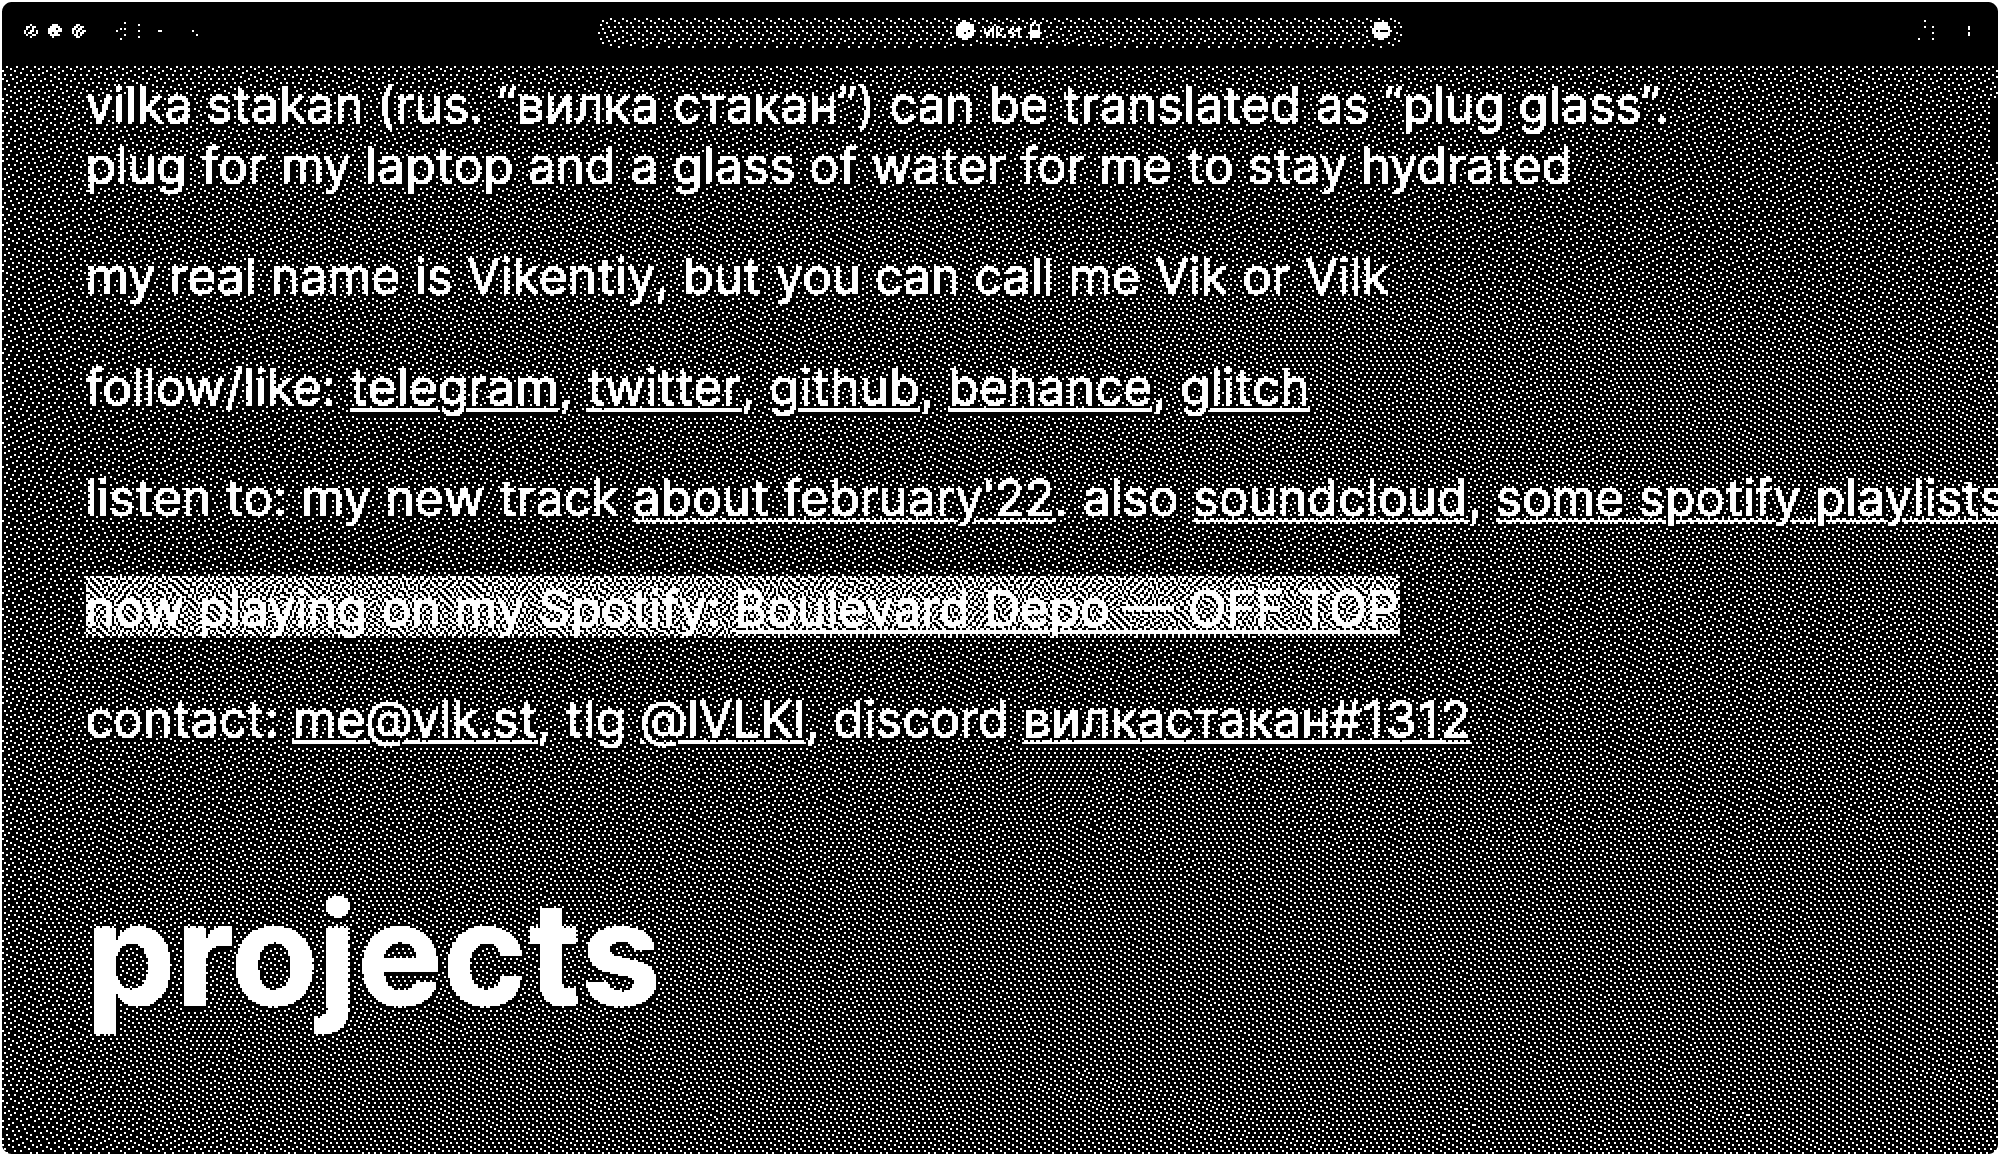 vlk.st
vilka stakan (rus. “вилка стакан”) can be translated as “plug glass”.
plug for my laptop and a glass of water for me to stay hydrated
my real name is Vikentiy, but you can call me Vik or Vilk
follow/like: telegram, twitter, github, behance, glitch
listen to: my new track about february'22. also soundcloud, some spotify playlists
now playing on my Spotify: Boulevard Depo — OFF TOP
contact: me@vlk.st, tlg @IVLKI, discord вилкастакан#1312
projects